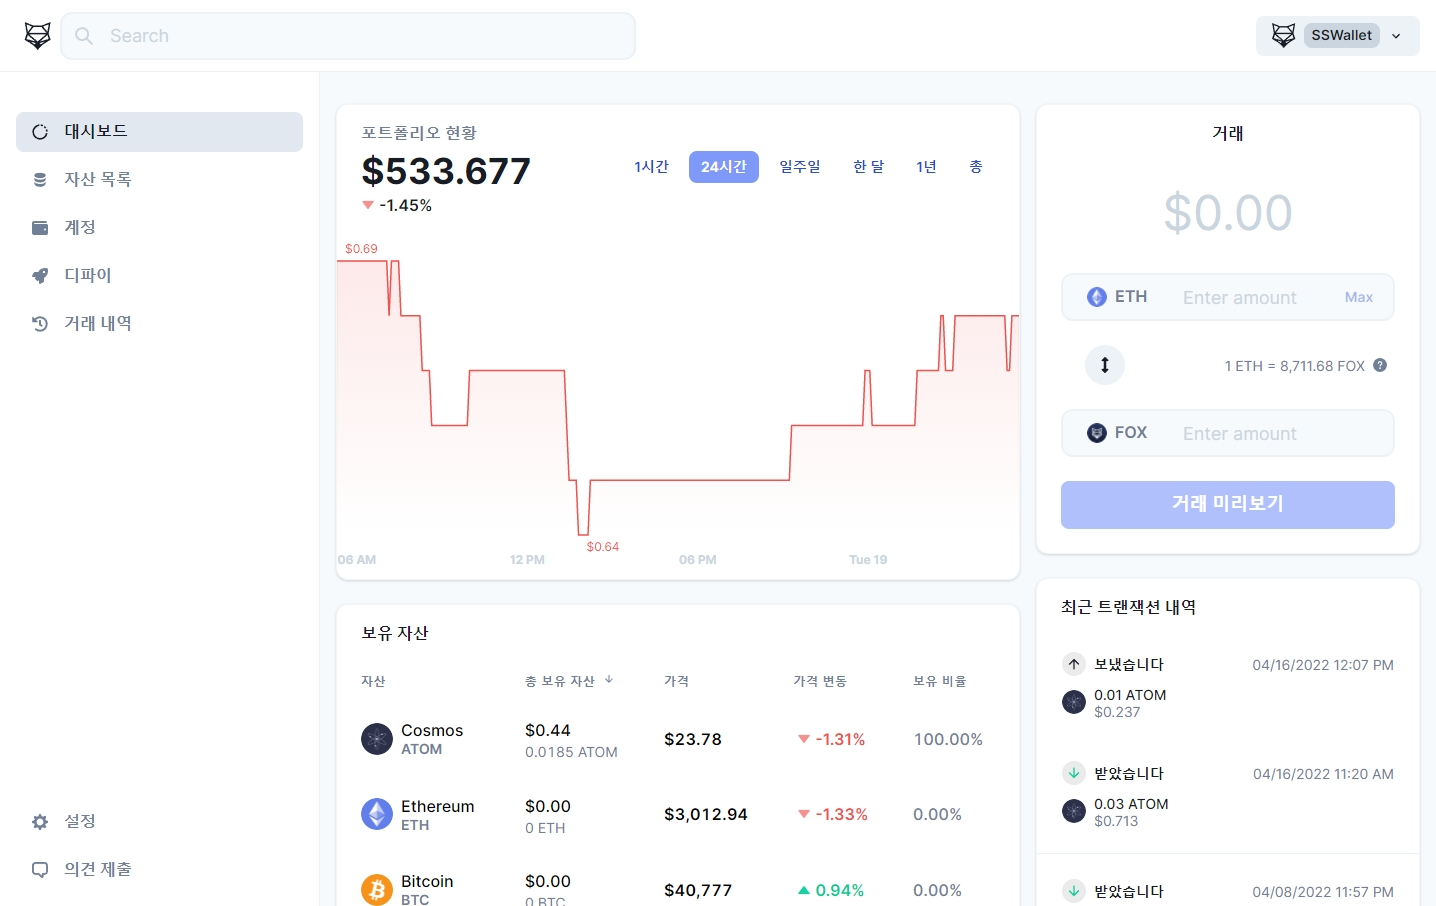 Search
SSWallet
대시보드
자산 목록
계정
디파이
거래 내역
설정
의견 제출
포트폴리오 현황
$533.677
-1.45%
1시간
24시간
일주일
한 달
1년
총
$0.69
$0.64
06 AM
12 PM
06 PM
Tue 19
보유 자산
자산
총 보유 자산
가격
가격 변동
보유 비율
Cosmos
ATOM
$0.44
0.0185 ATOM
$23.78
-1.31%
100.00%
Ethereum
ETH
$0.00
0 ETH
$3,012.94
-1.33%
0.00%
Bitcoin
BTC
$0.00
0 BTC
$40,777
0.94%
0.00%
거래
$0.00
ETH
Enter amount
Max
1 ETH = 8,711.68 FOX
FOX
Enter amount
거래 미리보기
최근 트랜잭션 내역
보냈습니다
04/16/2022 12:07 PM
0.01 ATOM
$0.237
받았습니다
04/16/2022 11:20 AM
0.03 ATOM
$0.713
받았습니다
04/08/2022 11:57 PM